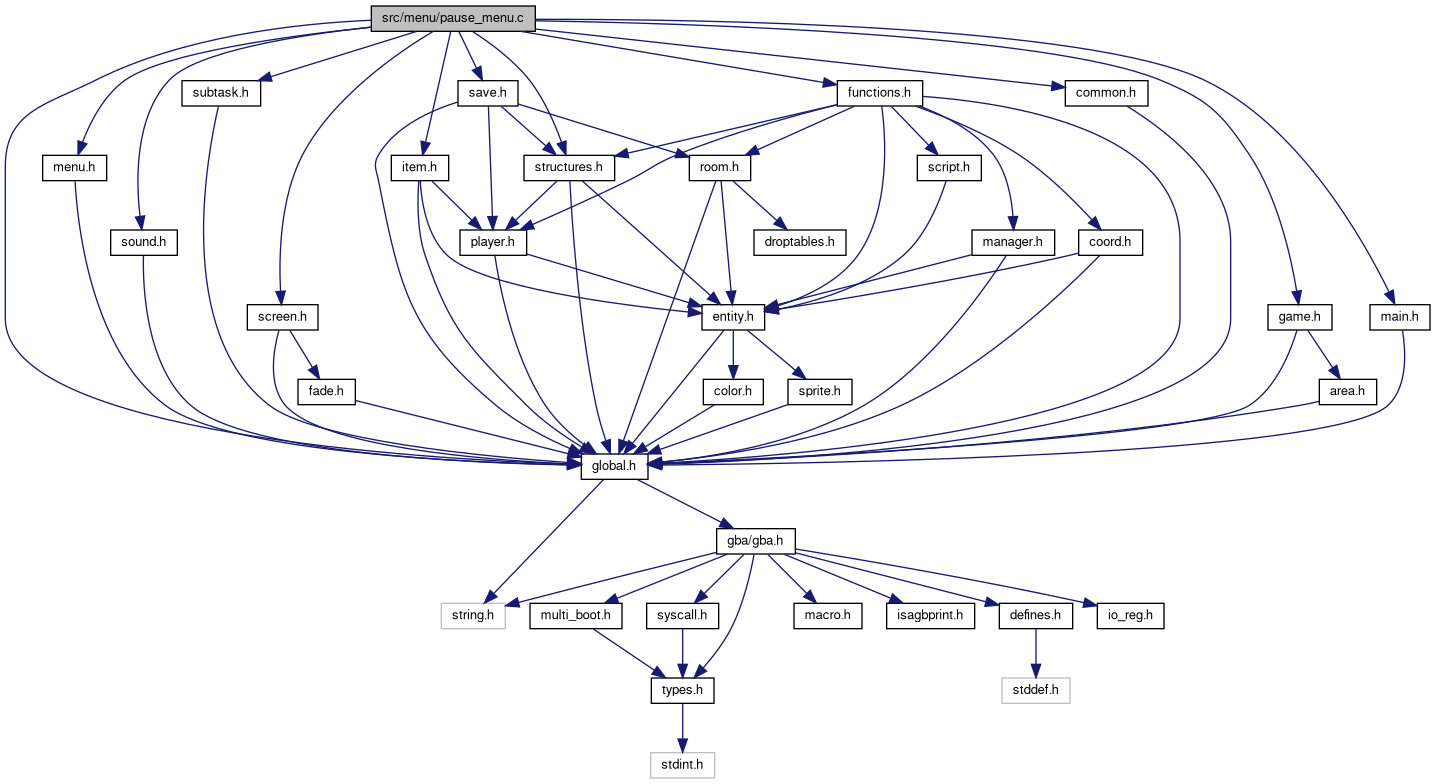 src/menu/pause_menu.c
subtask.h
save.h
functions.h
common.h
menu.h
item.h
structures.h
room.h
script.h
sound.h
player.h
droptables.h
manager.h
coord.h
screen.h
entity.h
game.h
main.h
fade.h
color.h
sprite.h
area.h
global.h
gba/gba.h
string.h
multi_boot.h
syscall.h
macro.h
isagbprint.h
defines.h
io_reg.h
types.h
stddef.h
stdint.h